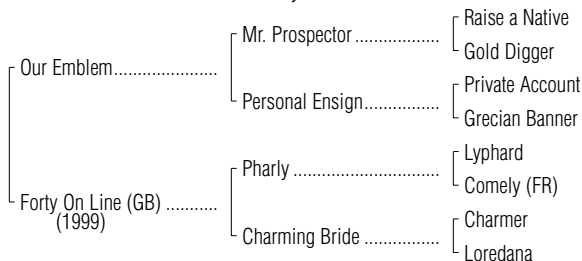 Raise a Native
Mr. Prospector ..................
Gold Digger
Our Emblem......................
Private Account
Personal Ensign................
Grecian Banner
Lyphard
Pharly ...............................
Comely (FR)
Forty On Line (GB) ...........
(1999)
Charmer
Charming Bride ................
Loredana